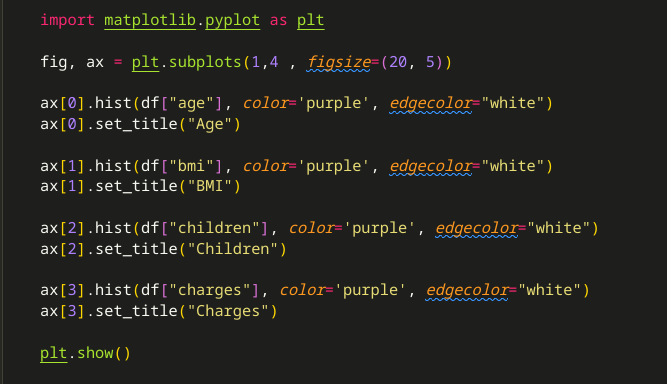 import matplotlib.pyplot as plt
fig, ax = plt.subplots(1,4 , figsize=(20, 5))
ax[0].hist(df["age"], color='purple', edgecolor="white")
ax[0].set_title("Age")
ax[1].hist(df["bmi"], color='purple', edgecolor="white")
ax[1].set_title("BMI")
ax[2].hist(df["children"], color='purple', edgecolor="white")
ax[2].set_title("Children")
ax[3].hist(df["charges"], color='purple', edgecolor="white")
ax[3].set_title("Charges")
plt.show()